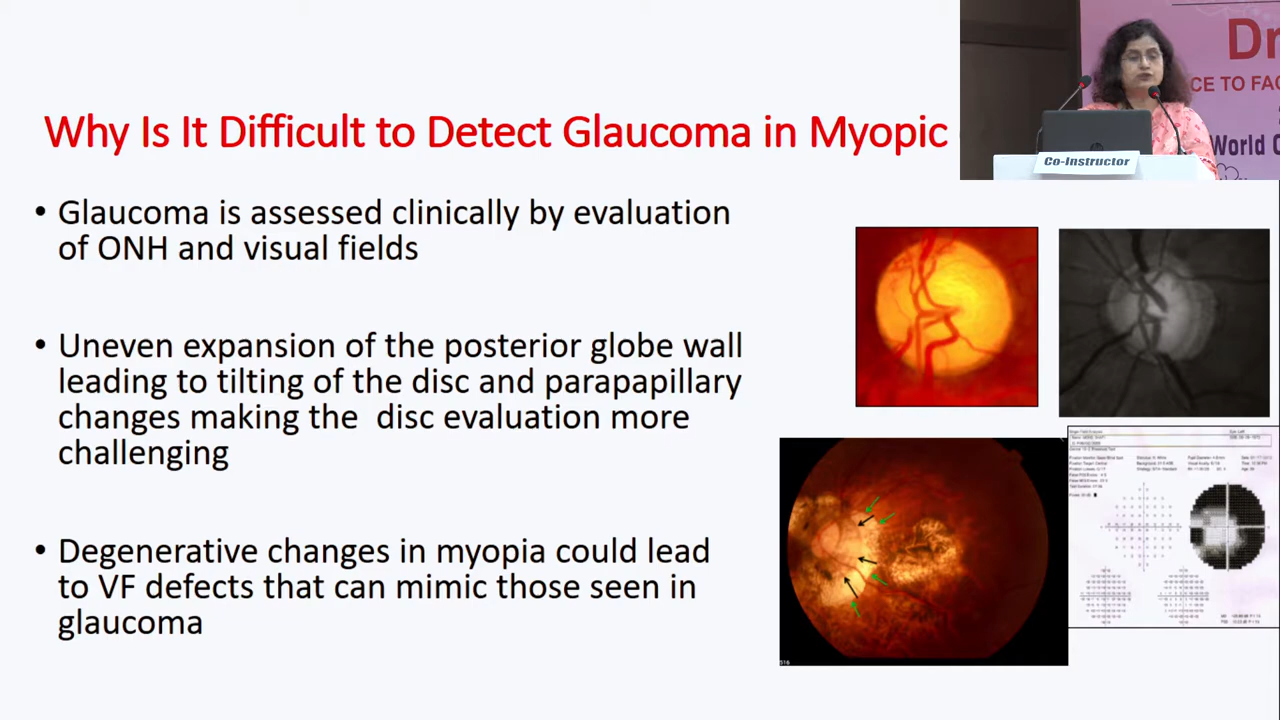 Why Is It Difficult to Detect Glaucoma in Myopic
Dr
CE TO FAC
World C
Co-Instructor
• Glaucoma is assessed clinically by evaluation
of ONH and visual fields
• Uneven expansion of the posterior globe wall
leading to tilting of the disc and parapapillary
changes making the disc evaluation more
challenging
• Degenerative changes in myopia could lead
to VF defects that can mimic those seen in
glaucoma
516